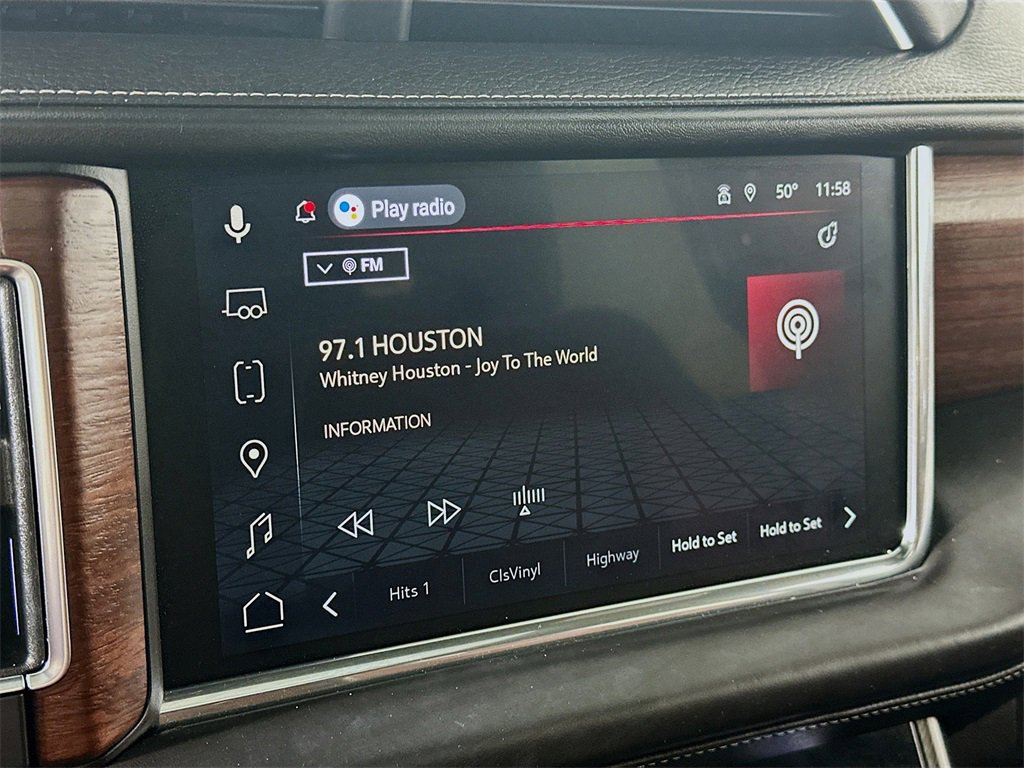 Play radio
50° 11:58
FM
97.1 HOUSTON
Whitney Houston - Joy To The World
INFORMATION
Hits 1 ClsVinyl Highway Hold to Set Hold to Set